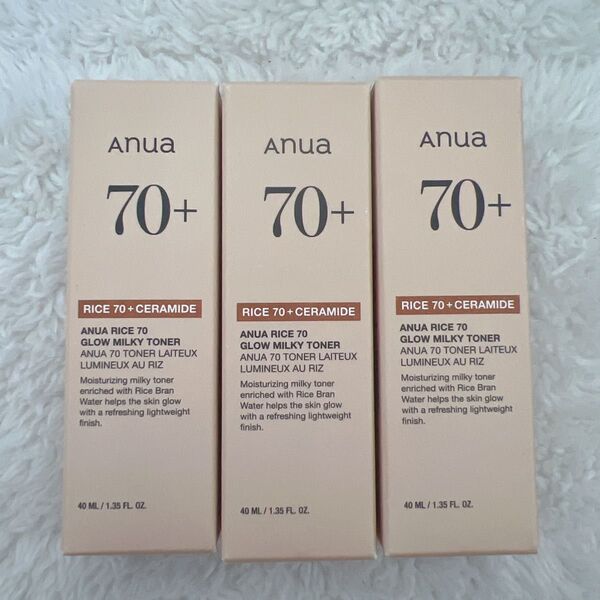 Anua
70+
RICE 70+CERAMIDE
ANUA RICE 70
GLOW MILKY TONER
ANUA 70 TONER LAITEUX
LUMINEUX AU RIZ
Moisturizing milky toner
enriched with Rice Bran
Water helps the skin glow
with a refreshing lightweight
finish.
40 ML / 1.35 FL. OZ.
Anua
70+
RICE 70+CERAMIDE
ANUA RICE 70
GLOW MILKY TONER
ANUA 70 TONER LAITEUX
LUMINEUX AU RIZ
Moisturizing milky toner
enriched with Rice Bran
Water helps the skin glow
with a refreshing lightweight
finish.
40 ML / 1.35 FL. OZ.
Anua
70+
RICE 70+CERAMIDE
ANUA RICE 70
GLOW MILKY TONER
ANUA 70 TONER LAITEUX
LUMINEUX AU RIZ
Moisturizing milky toner
enriched with Rice Bran
Water helps the skin glow
with a refreshing lightweight
finish.
40 ML / 1.35 FL. OZ.